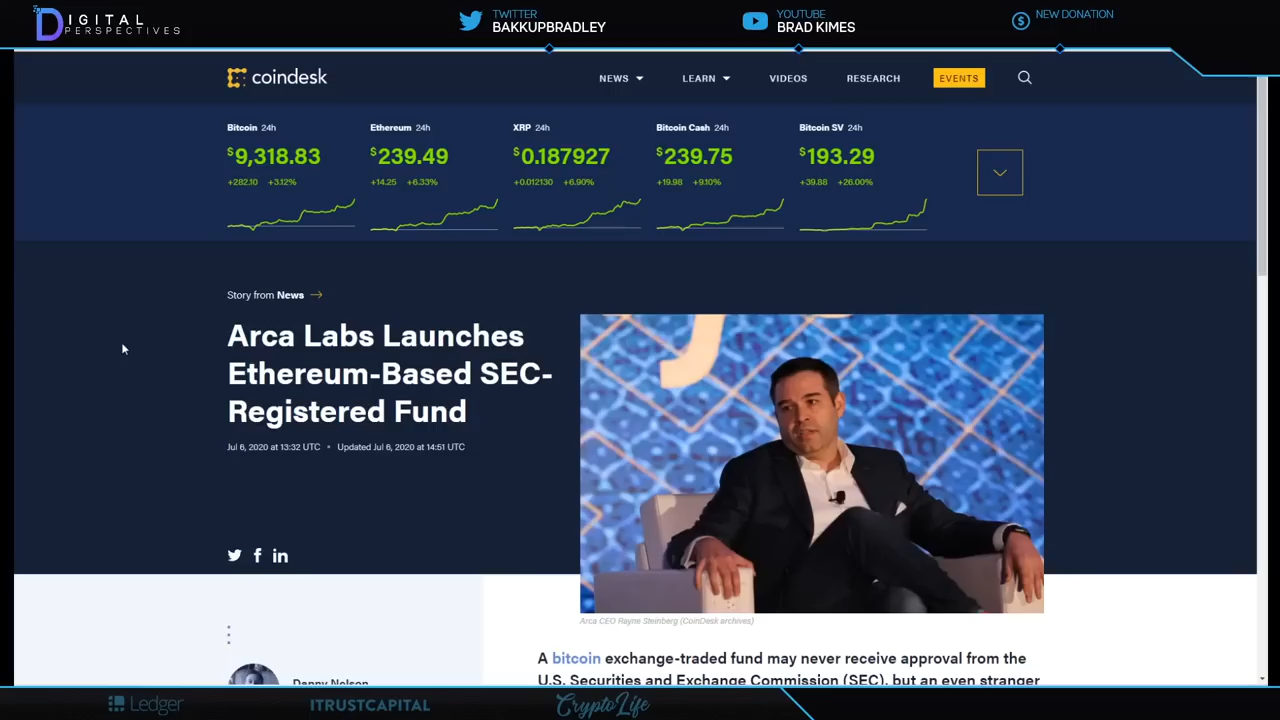 DIGITAL
PERSPECTIVES
TWITTER
BAKKUPBRADLEY
YOUTUBE
BRAD KIMES
NEW DONATION
coindesk
NEWS
LEARN
VIDEOS
RESEARCH
EVENTS
Bitcoin 24h
$9,318.83
+282.10 +3.12%
Ethereum 24h
$239.49
+14.25 +6.33%
XRP 24h
$0.187927
+0.012130 +6.90%
Bitcoin Cash 24h
$239.75
+19.98 +9.10%
Bitcoin SV 24h
$193.29
+39.88 +26.00%
Story from News
Arca Labs Launches
Ethereum-Based SEC-
Registered Fund
Jul 6, 2020 at 13:32 UTC • Updated Jul 6, 2020 at 14:51 UTC
Arca CEO Rayne Steinberg (CoinDesk archives)
Danny Nelson
A bitcoin exchange-traded fund may never receive approval from the
U.S. Securities and Exchange Commission (SEC), but an even stranger
Ledger
ITRUSTCAPITAL
CryptoLife